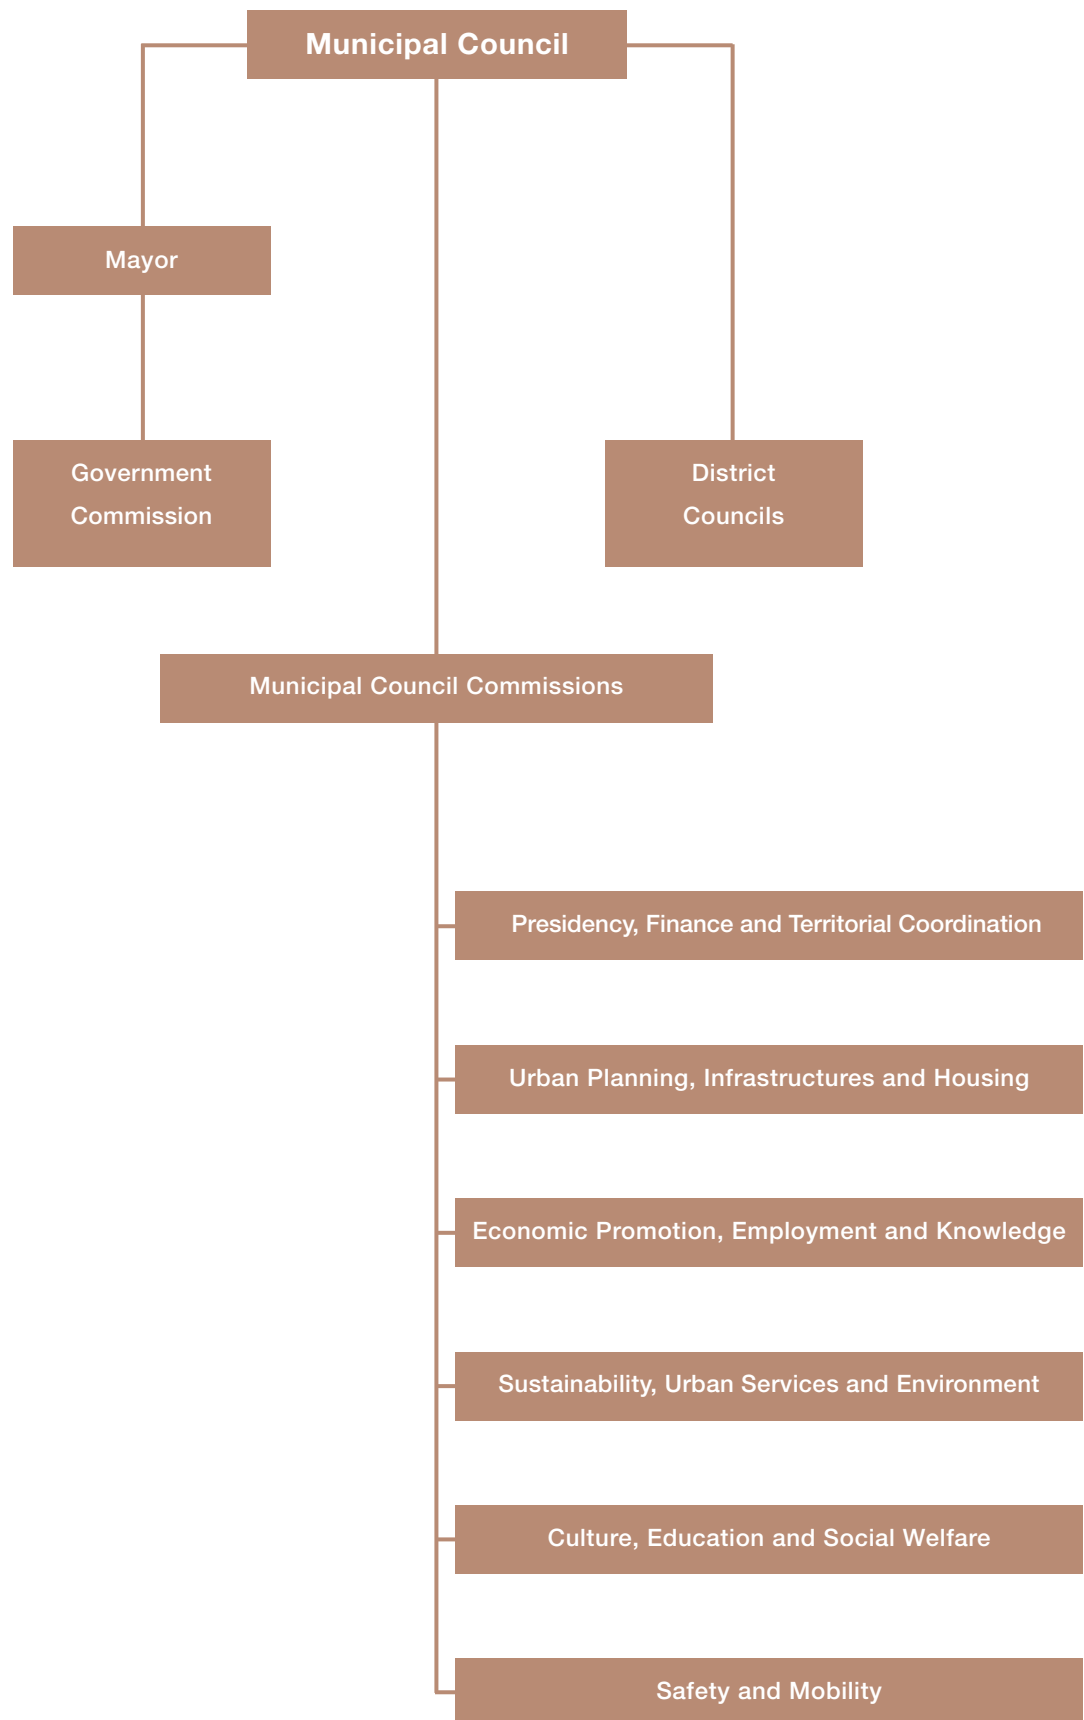 Municipal Council
Mayor
Government
Commission
District
Councils
Municipal Council Commissions
Presidency, Finance and Territorial Coordination
Urban Planning, Infrastructures and Housing
Economic Promotion, Employment and Knowledge
Sustainability, Urban Services and Environment
Culture, Education and Social Welfare
Safety and Mobility